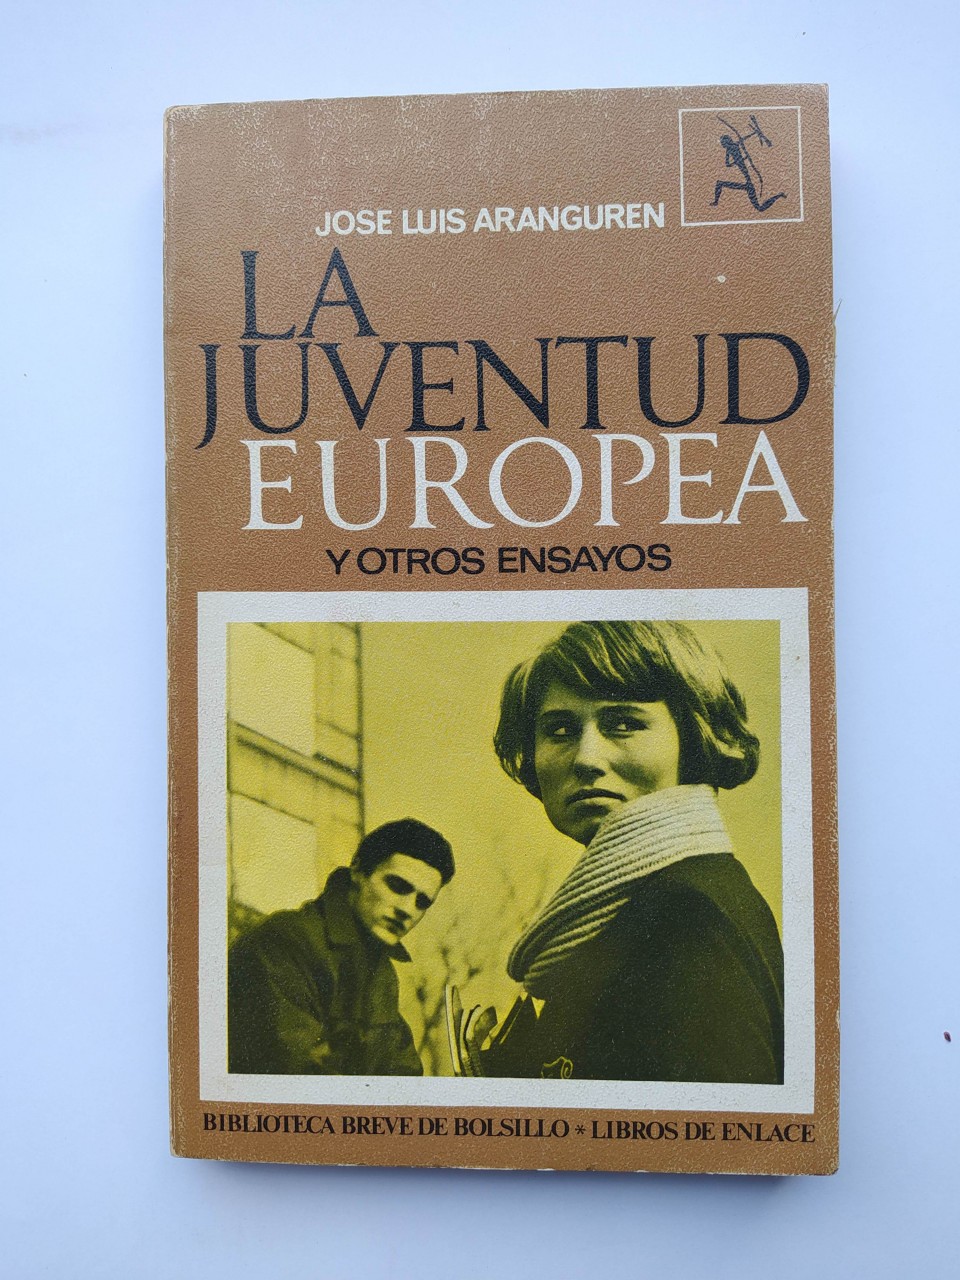 JOSE LUIS ARANGUREN
LA
JUVENTUD
EUROPEA
Y OTROS ENSAYOS
BIBLIOTECA BREVE DE BOLSILLO * LIBROS DE ENLACE